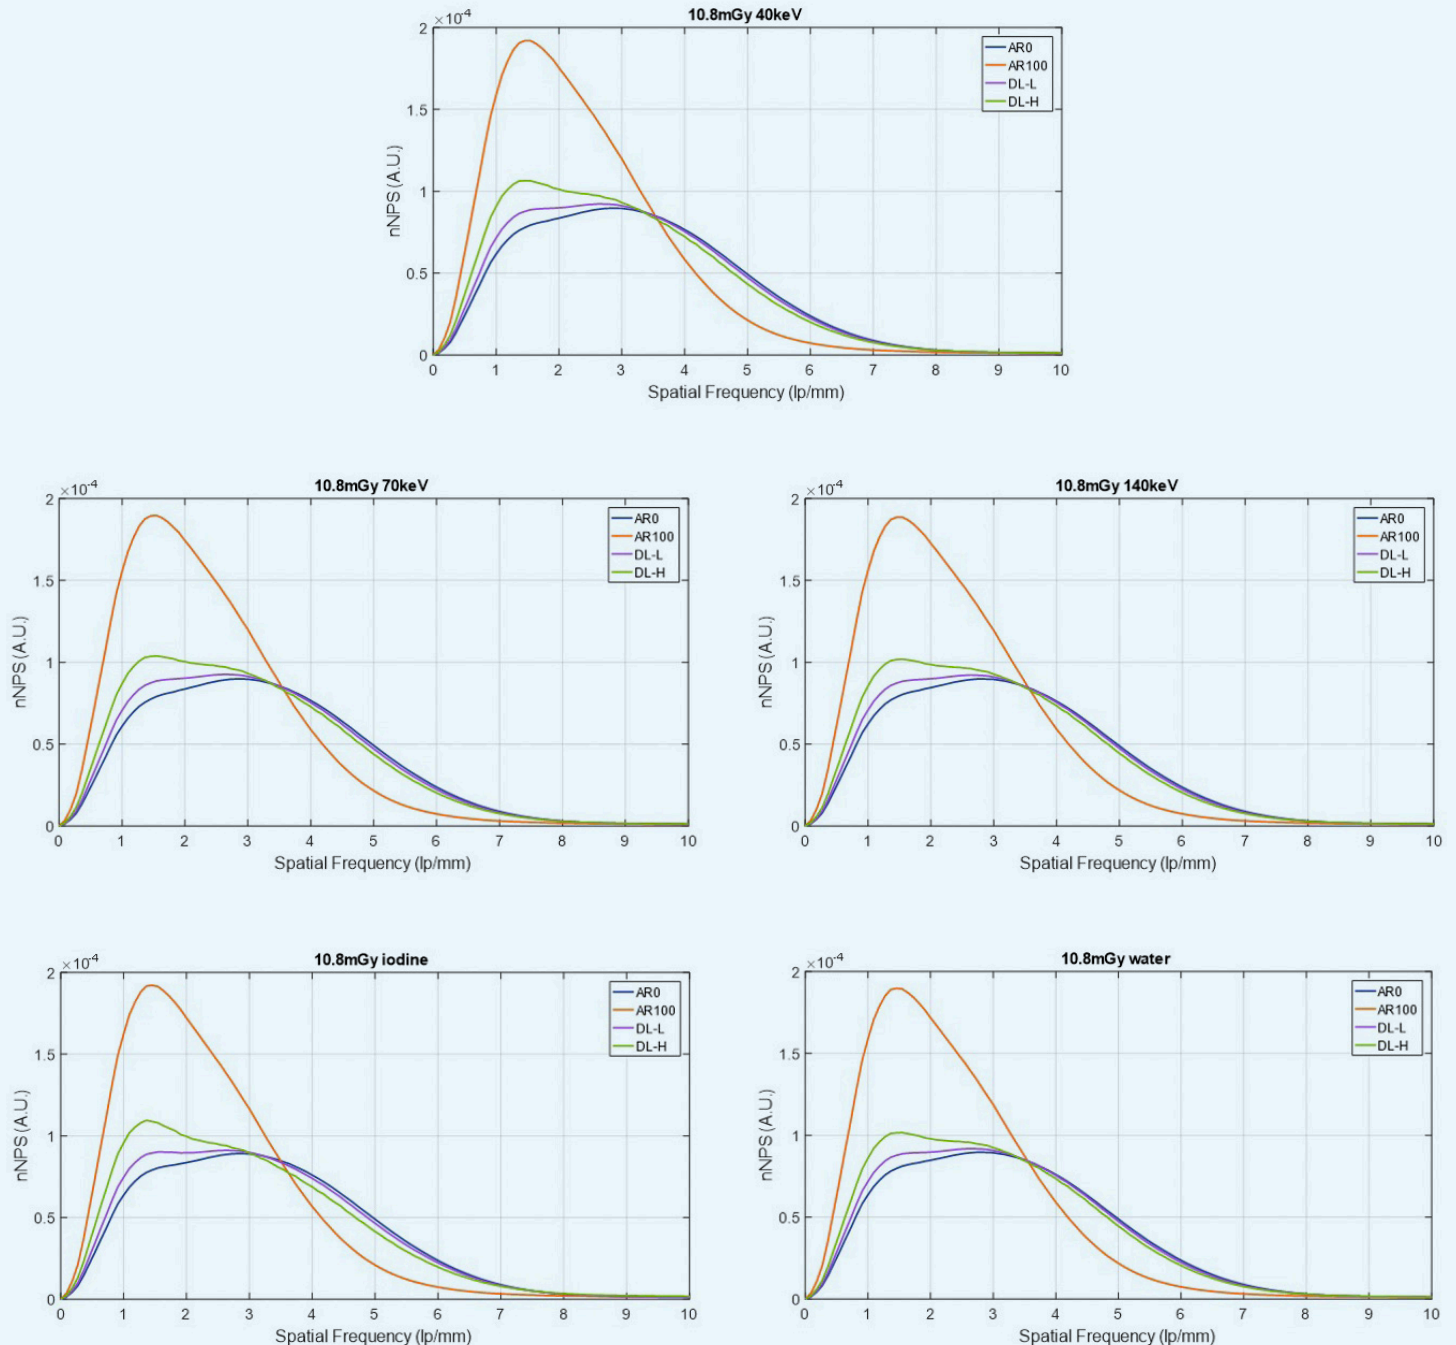 10.8mGy 40keV
×10⁻⁴
2
1.5
1
0.5
0
nNPS (A.U.)
AR0
AR100
DL-L
DL-H
0 1 2 3 4 5 6 7 8 9 10
Spatial Frequency (lp/mm)
10.8mGy 70keV
×10⁻⁴
2
1.5
1
0.5
0
nNPS (A.U.)
AR0
AR100
DL-L
DL-H
0 1 2 3 4 5 6 7 8 9 10
Spatial Frequency (lp/mm)
10.8mGy 140keV
×10⁻⁴
2
1.5
1
0.5
0
nNPS (A.U.)
AR0
AR100
DL-L
DL-H
0 1 2 3 4 5 6 7 8 9 10
Spatial Frequency (lp/mm)
10.8mGy iodine
×10⁻⁴
2
1.5
1
0.5
0
nNPS (A.U.)
AR0
AR100
DL-L
DL-H
0 1 2 3 4 5 6 7 8 9 10
Spatial Frequency (lp/mm)
10.8mGy water
×10⁻⁴
2
1.5
1
0.5
0
nNPS (A.U.)
AR0
AR100
DL-L
DL-H
0 1 2 3 4 5 6 7 8 9 10
Spatial Frequency (lp/mm)